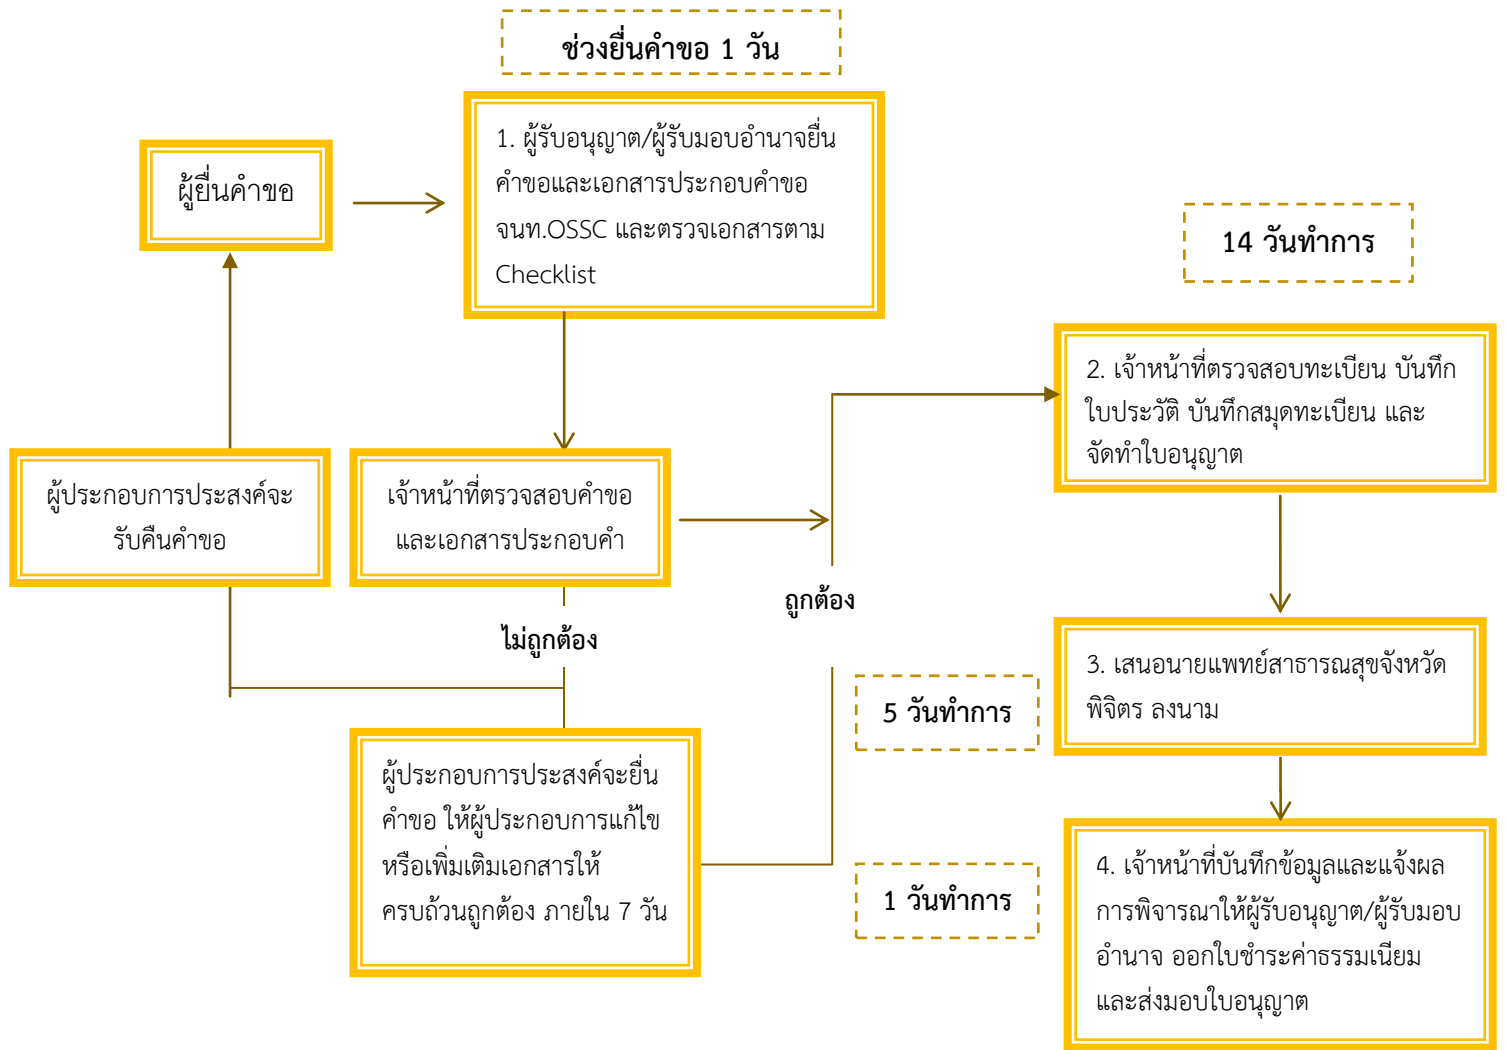 ช่วงยื่นคำขอ 1 วัน
ผู้ยื่นคำขอ
1. ผู้รับอนุญาต/ผู้รับมอบอำนาจยื่น
คำขอและเอกสารประกอบคำขอ
จนท.OSSC และตรวจเอกสารตาม
Checklist
14 วันทำการ
2. เจ้าหน้าที่ตรวจสอบทะเบียน บันทึก
ใบประวัติ บันทึกสมุดทะเบียน และ
จัดทำใบอนุญาต
ผู้ประกอบการประสงค์จะ
รับคืนคำขอ
เจ้าหน้าที่ตรวจสอบคำขอ
และเอกสารประกอบคำ
ถูกต้อง
ไม่ถูกต้อง
5 วันทำการ
3. เสนอนายแพทย์สาธารณสุขจังหวัด
พิจิตร ลงนาม
ผู้ประกอบการประสงค์จะยื่น
คำขอ ให้ผู้ประกอบการแก้ไข
หรือเพิ่มเติมเอกสารให้
ครบถ้วนถูกต้อง ภายใน 7 วัน
1 วันทำการ
4. เจ้าหน้าที่บันทึกข้อมูลและแจ้งผล
การพิจารณาให้ผู้รับอนุญาต/ผู้รับมอบ
อำนาจ ออกใบชำระค่าธรรมเนียม
และส่งมอบใบอนุญาต